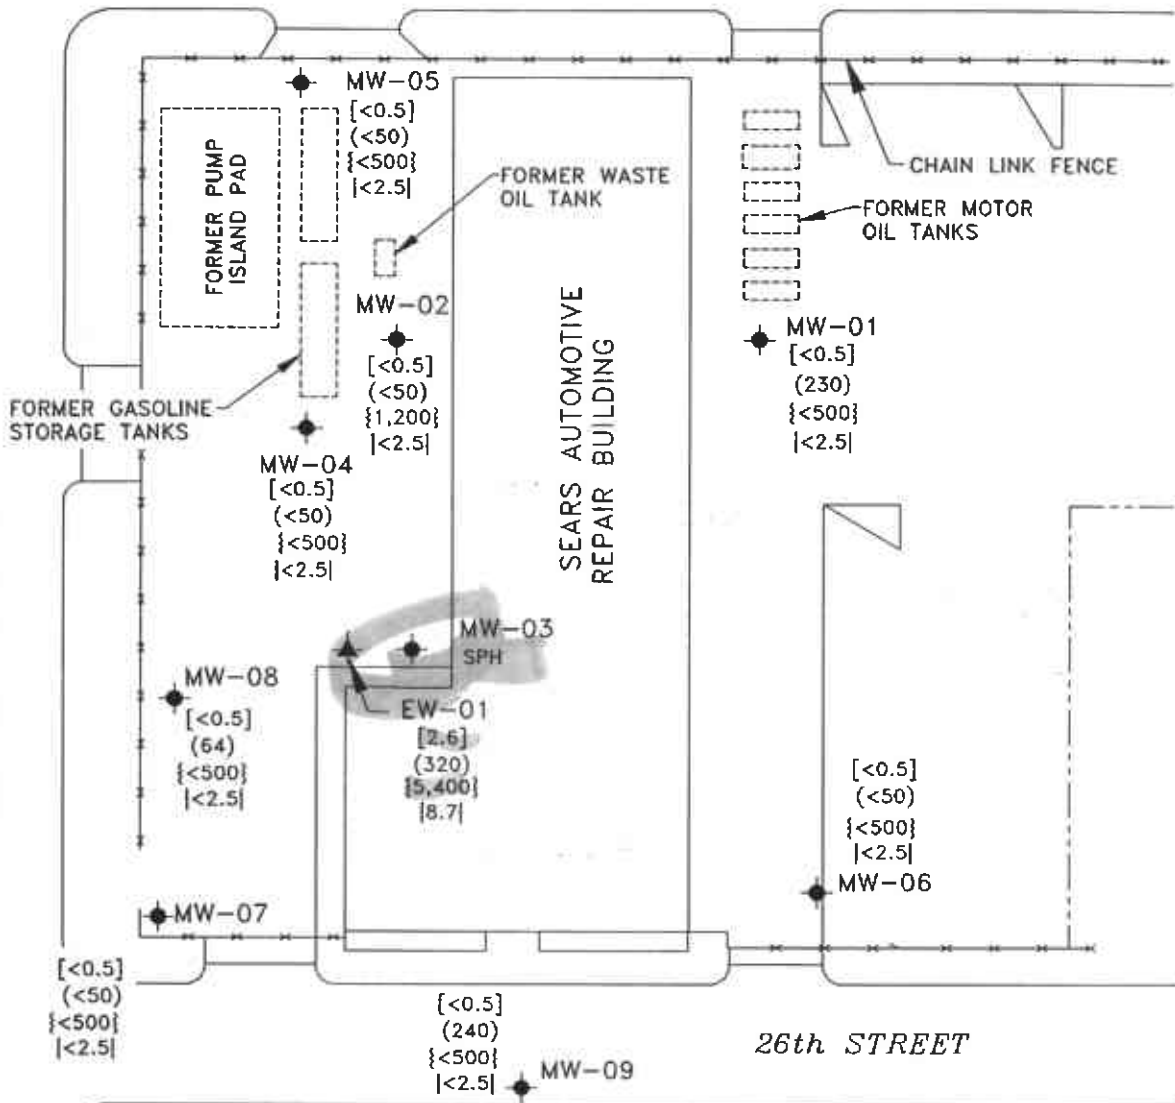 MW-05
[<0.5]
(<50)
{<500}
|<2.5|
FORMER PUMP
ISLAND PAD
FORMER WASTE
OIL TANK
CHAIN LINK FENCE
FORMER MOTOR
OIL TANKS
MW-02
[<0.5]
(<50)
{1,200}
|<2.5|
SEARS AUTOMOTIVE
REPAIR BUILDING
MW-01
[<0.5]
(230)
{<500}
|<2.5|
FORMER GASOLINE
STORAGE TANKS
MW-04
[<0.5]
(<50)
{<500}
|<2.5|
MW-03
SPH
MW-08
[<0.5]
(64)
{<500}
|<2.5|
EW-01
[2.6]
(320)
{5,400}
|8.7|
[<0.5]
(<50)
{<500}
|<2.5|
MW-06
MW-07
[<0.5]
(<50)
{<500}
|<2.5|
[<0.5]
(240)
{<500}
|<2.5|
MW-09
26th STREET